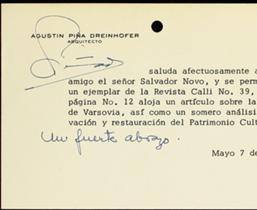 AGUSTIN PIÑA DREINHOFER
ARQUITECTO
saluda afectuosamente a
amigo el señor Salvador Novo, y se perm
un ejemplar de la Revista Calli No. 39,
página No. 12 aloja un artículo sobre la
de Varsovia, así como un somero anális
vación y restauración del Patrimonio Cult
Un fuerte abrazo.
Mayo 7 de